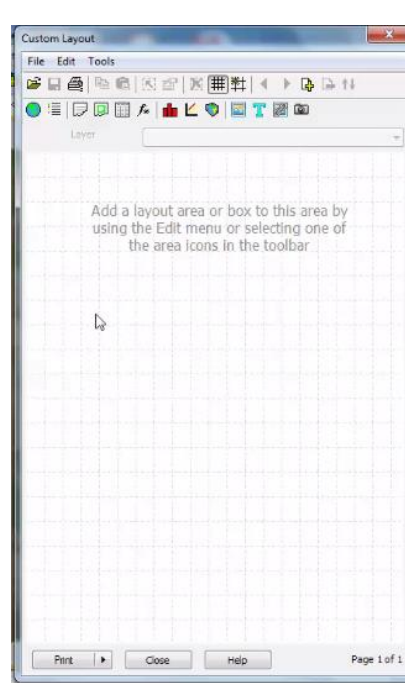 Custom Layout
File Edit Tools
Layer
Add a layout area or box to this area by
using the Edit menu or selecting one of
the area icons in the toolbar
Print Close Help Page 1 of 1